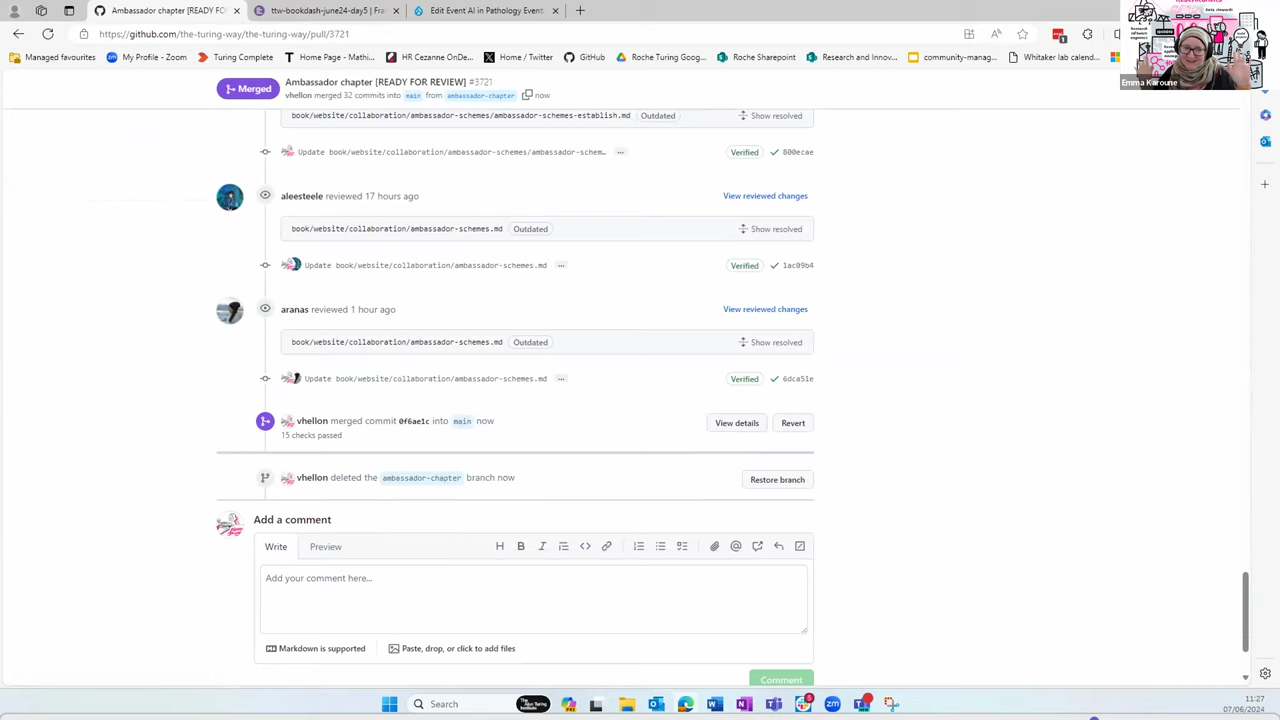 Ambassador chapter [READY FOR RE
ttw-bookdash-june24-day5 | Fra
Edit Event AI in Pathology Event
https://github.com/the-turing-way/the-turing-way/pull/3721
Managed favourites
my Profile - Zoom
Turing Complete
Home Page - Mathi...
HR Cezanne OnDem...
Home / Twitter
GitHub
Roche Turing Goog...
Roche Sharepoint
Research and Innov...
community-manag...
Whitaker lab calend...
Emma Karoune
Merged
Ambassador chapter [READY FOR REVIEW] #3721
vhellon merged 32 commits into main from ambassador-chapter now
book/website/collaboration/ambassador-schemes/ambassador-schemes-establish.md Outdated Show resolved
Update book/website/collaboration/ambassador-schemes/ambassador-schem… ... Verified 800ecae
aleesteele reviewed 17 hours ago View reviewed changes
book/website/collaboration/ambassador-schemes.md Outdated Show resolved
Update book/website/collaboration/ambassador-schemes.md ... Verified 1ac09b4
aranas reviewed 1 hour ago View reviewed changes
book/website/collaboration/ambassador-schemes.md Outdated Show resolved
Update book/website/collaboration/ambassador-schemes.md ... Verified 6dca51e
vhellon merged commit 0f6ae1c into main now View details Revert
15 checks passed
vhellon deleted the ambassador-chapter branch now Restore branch
Add a comment
Write Preview
Add your comment here...
Markdown is supported Paste, drop, or click to add files
Comment
Search
11:27
07/06/2024